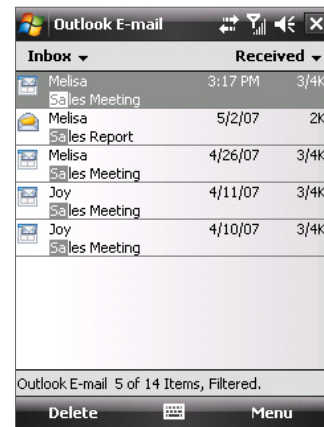 Outlook E-mail
Inbox Received
Melisa 3:17 PM 3/4K
Sales Meeting
Melisa 5/2/07 2K
Sales Report
Melisa 4/26/07 3/4K
Sales Meeting
Joy 4/11/07 3/4K
Sales Meeting
Joy 4/10/07 3/4K
Sales Meeting
Outlook E-mail 5 of 14 Items, Filtered.
Delete Menu